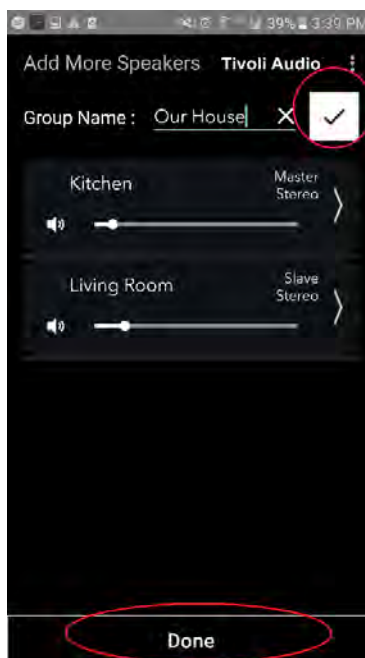 39% 3:39 PM
Add More Speakers Tivoli Audio
Group Name : Our House
Kitchen
Master
Stereo
Living Room
Slave
Stereo
Done